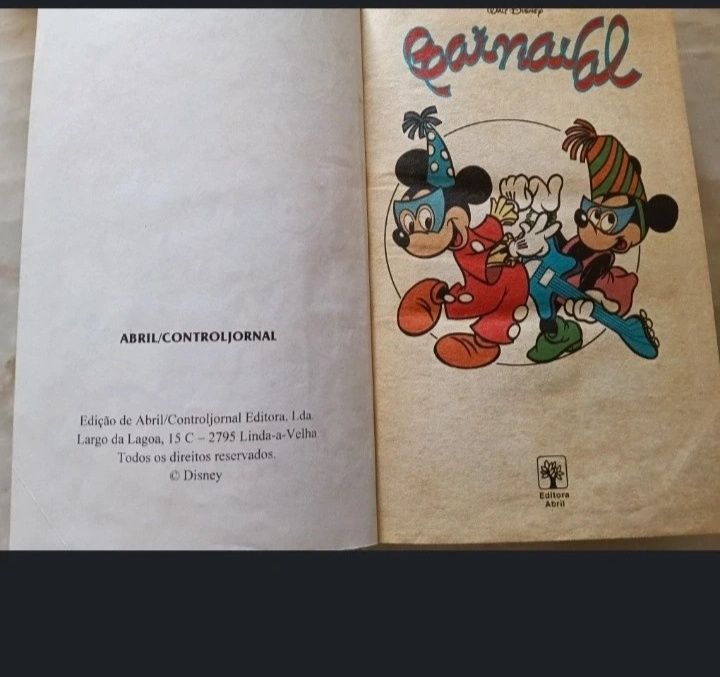 ABRIL/CONTROLJORNAL
Edição de Abril/Controljornal Editora, Lda.
Largo da Lagoa, 15 C – 2795 Linda-a-Velha
Todos os direitos reservados.
© Disney
WALT DISNEY
Carnaval
Editora
Abril